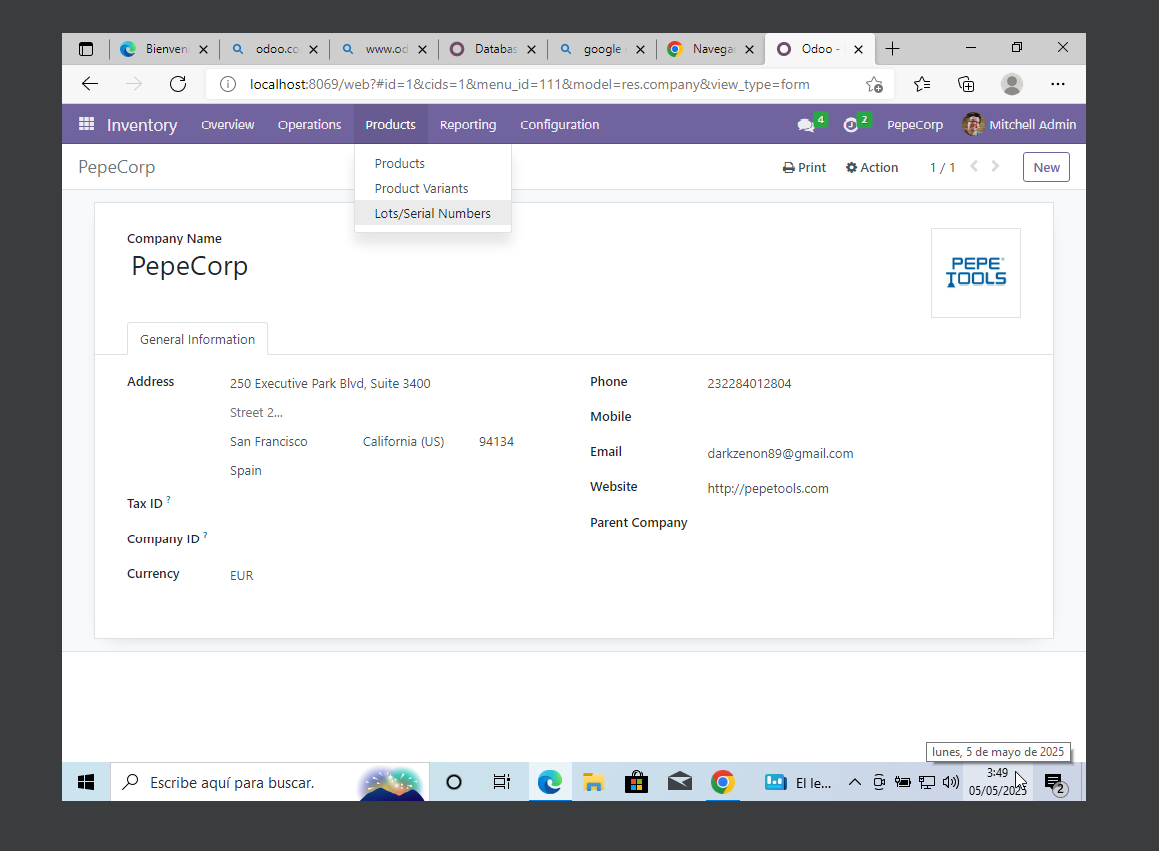 Bienven odoo.co www.od Databas google Navega Odoo -
localhost:8069/web?#id=1&cids=1&menu_id=111&model=res.company&view_type=form
Inventory Overview Operations Products Reporting Configuration 4 2 PepeCorp Mitchell Admin
PepeCorp Print Action 1 / 1 New
Products
Product Variants
Lots/Serial Numbers
Company Name
PepeCorp
PEPE
TOOLS
General Information
Address 250 Executive Park Blvd, Suite 3400
Street 2...
San Francisco California (US) 94134
Spain
Tax ID ?
Company ID ?
Currency EUR
Phone 232284012804
Mobile
Email darkzenon89@gmail.com
Website http://pepetools.com
Parent Company
lunes, 5 de mayo de 2025
Escribe aquí para buscar. El le... 3:49
05/05/2025 2